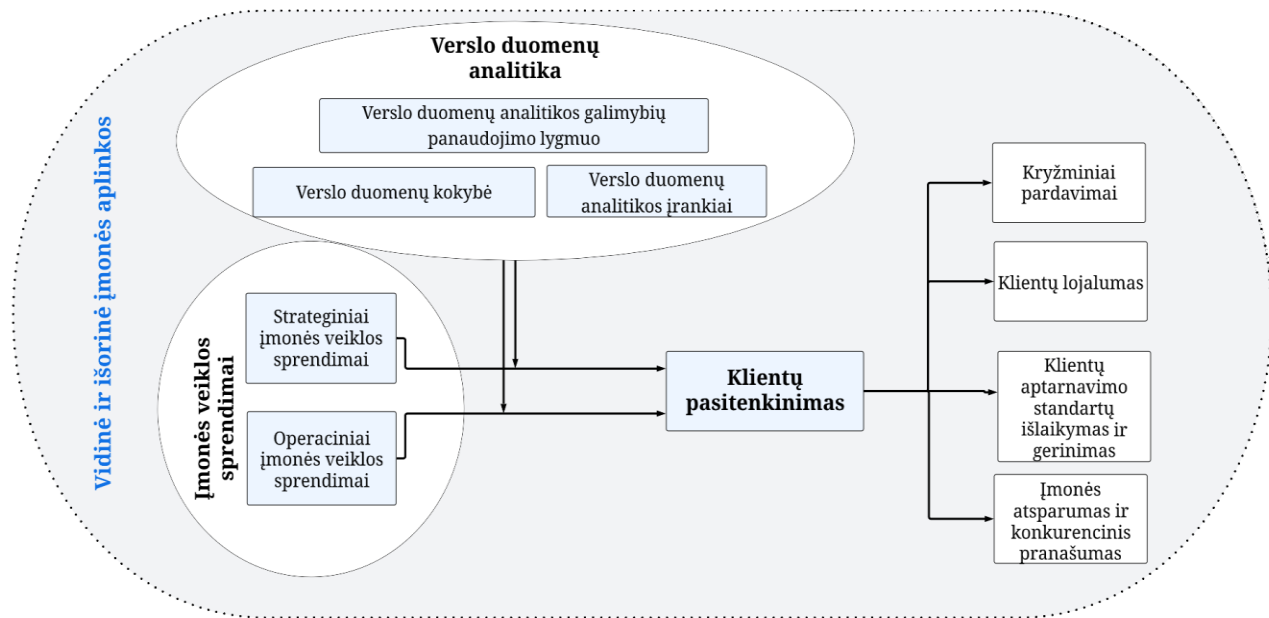 Verslo duomenų
analitika
Verslo duomenų analitikos galimybių
panaudojimo lygmuo
Verslo duomenų kokybė
Verslo duomenų
analitikos įrankiai
Vidinė ir išorinė įmonės aplinkos
Įmonės veiklos
sprendimai
Strateginiai
įmonės veiklos
sprendimai
Operaciniai
įmonės veiklos
sprendimai
Klientų
pasitenkinimas
Kryžminiai
pardavimai
Klientų lojalumas
Klientų
aptarnavimo
standartų
išlaikymas ir
gerinimas
Įmonės
atsparumas ir
konkurencinis
pranašumas